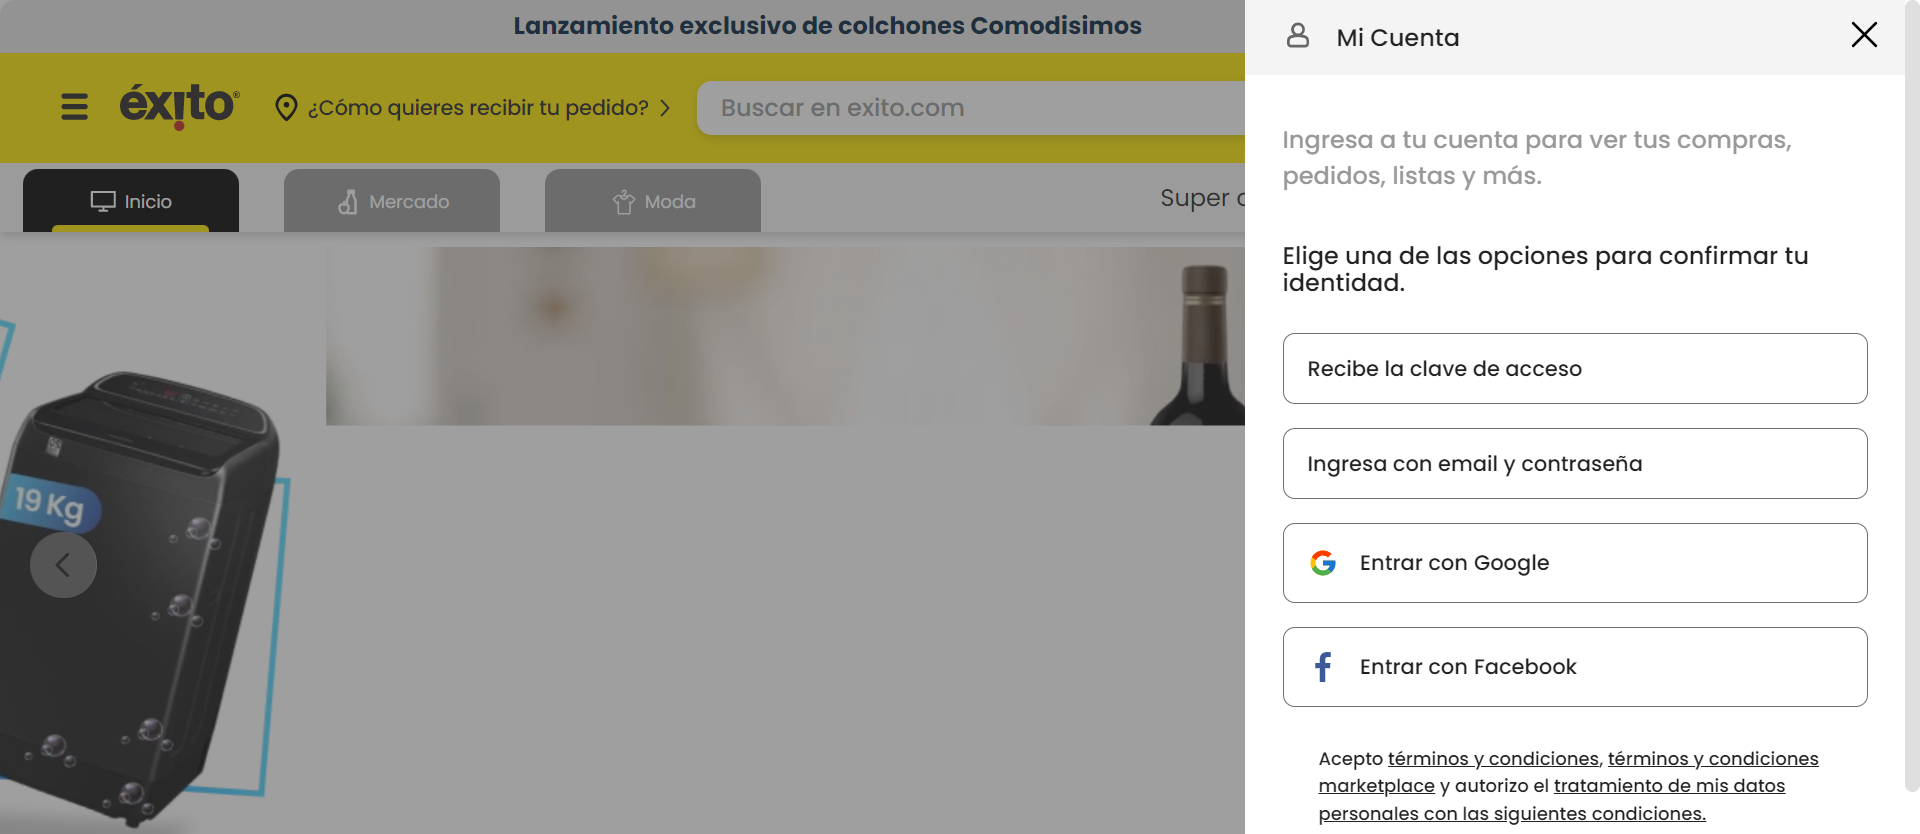 Lanzamiento exclusivo de colchones Comodisimos
éxito®
¿Cómo quieres recibir tu pedido?
Buscar en exito.com
Inicio
Mercado
Moda
Super
19 Kg
Mi Cuenta
Ingresa a tu cuenta para ver tus compras,
pedidos, listas y más.
Elige una de las opciones para confirmar tu
identidad.
Recibe la clave de acceso
Ingresa con email y contraseña
Entrar con Google
Entrar con Facebook
Acepto términos y condiciones, términos y condiciones
marketplace y autorizo el tratamiento de mis datos
personales con las siguientes condiciones.